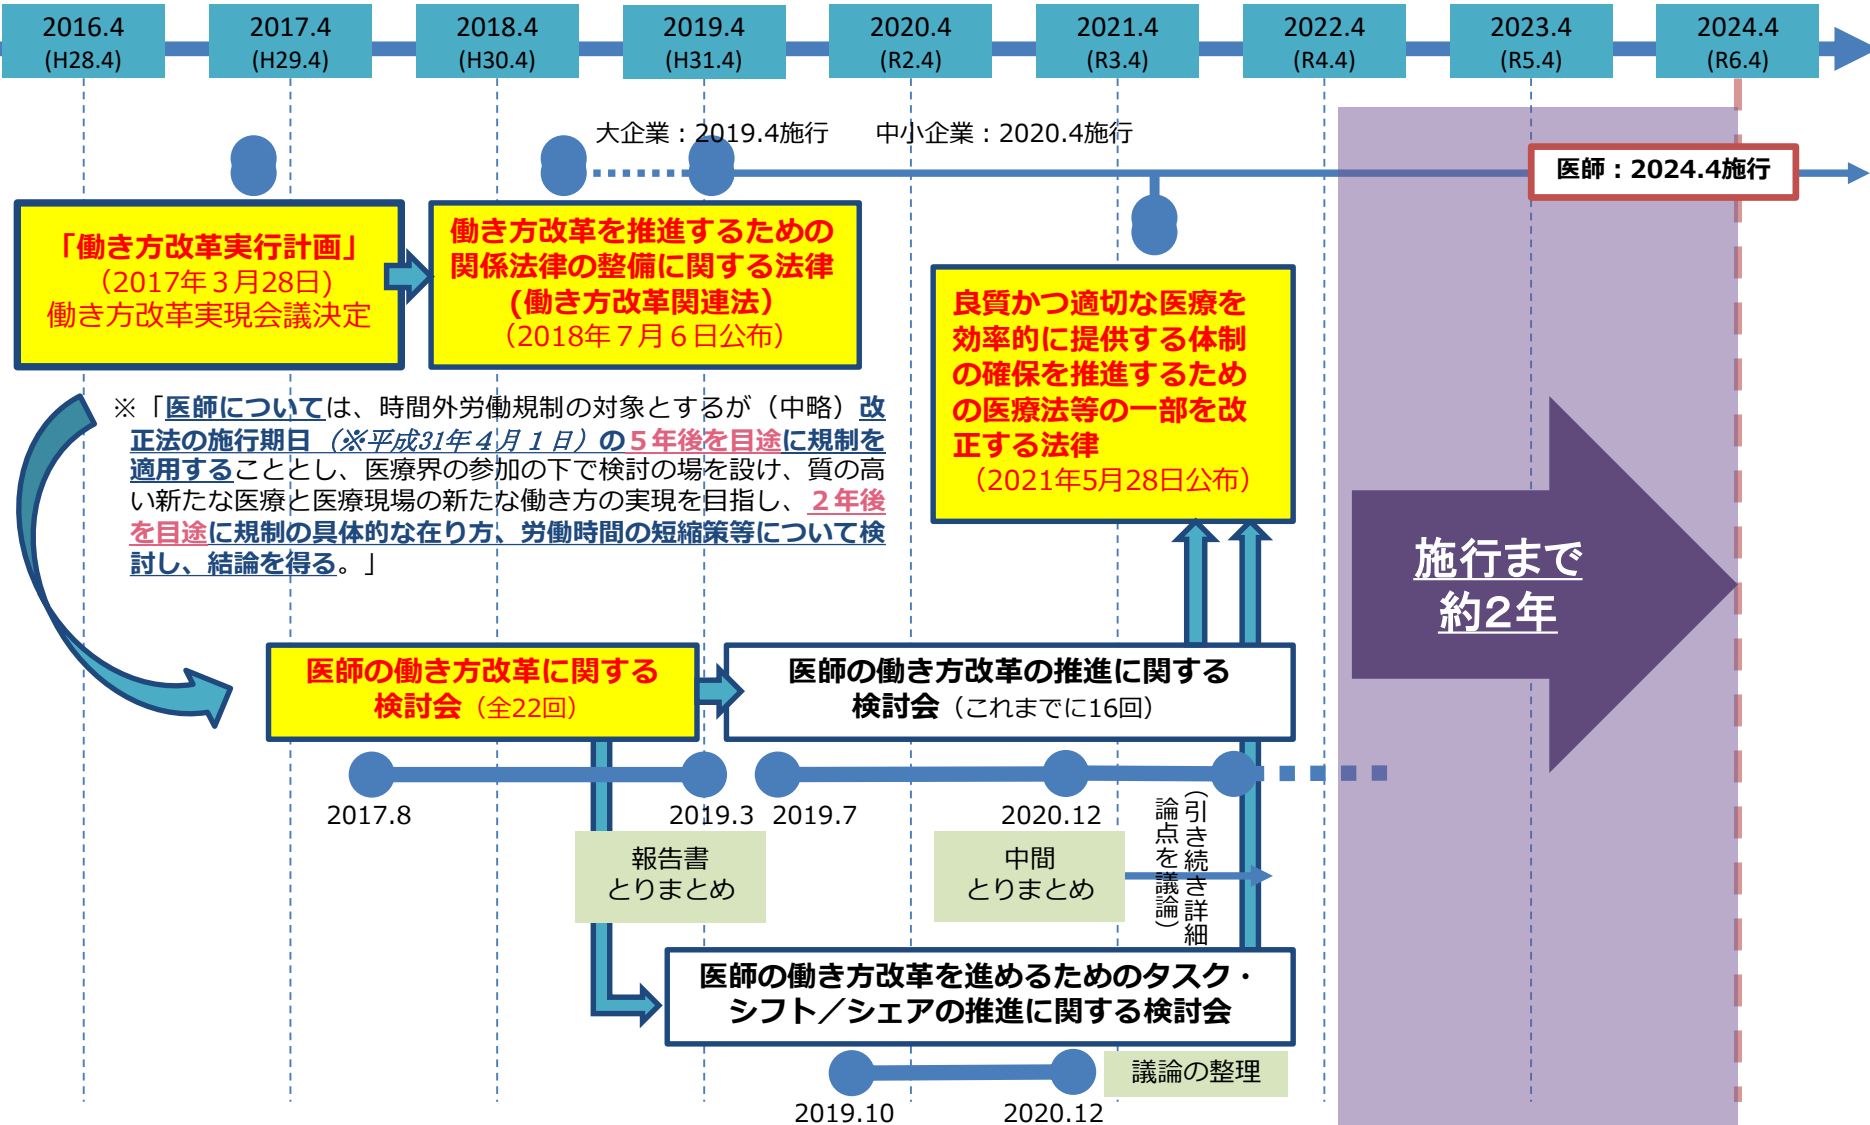 2016.4
(H28.4)
2017.4
(H29.4)
2018.4
(H30.4)
2019.4
(H31.4)
2020.4
(R2.4)
2021.4
(R3.4)
2022.4
(R4.4)
2023.4
(R5.4)
2024.4
(R6.4)
大企業：2019.4施行　　中小企業：2020.4施行
医師：2024.4施行
「働き方改革実行計画」
（2017年３月28日)
働き方改革実現会議決定
働き方改革を推進するための
関係法律の整備に関する法律
(働き方改革関連法）
（2018年７月６日公布）
良質かつ適切な医療を
効率的に提供する体制
の確保を推進するため
の医療法等の一部を改
正する法律
（2021年5月28日公布）
※「医師については、時間外労働規制の対象とするが（中略）改
正法の施行期日（※平成31年４月１日）の５年後を目途に規制を
適用することとし、医療界の参加の下で検討の場を設け、質の高
い新たな医療と医療現場の新たな働き方の実現を目指し、２年後
を目途に規制の具体的な在り方、労働時間の短縮策等について検
討し、結論を得る。」
施行まで
約２年
医師の働き方改革に関する
検討会（全22回）
医師の働き方改革の推進に関する
検討会（これまでに16回）
2017.8
2019.3
2019.7
2020.12
（引き続き詳細
論点を議論）
報告書
とりまとめ
中間
とりまとめ
医師の働き方改革を進めるためのタスク・
シフト／シェアの推進に関する検討会
議論の整理
2019.10
2020.12